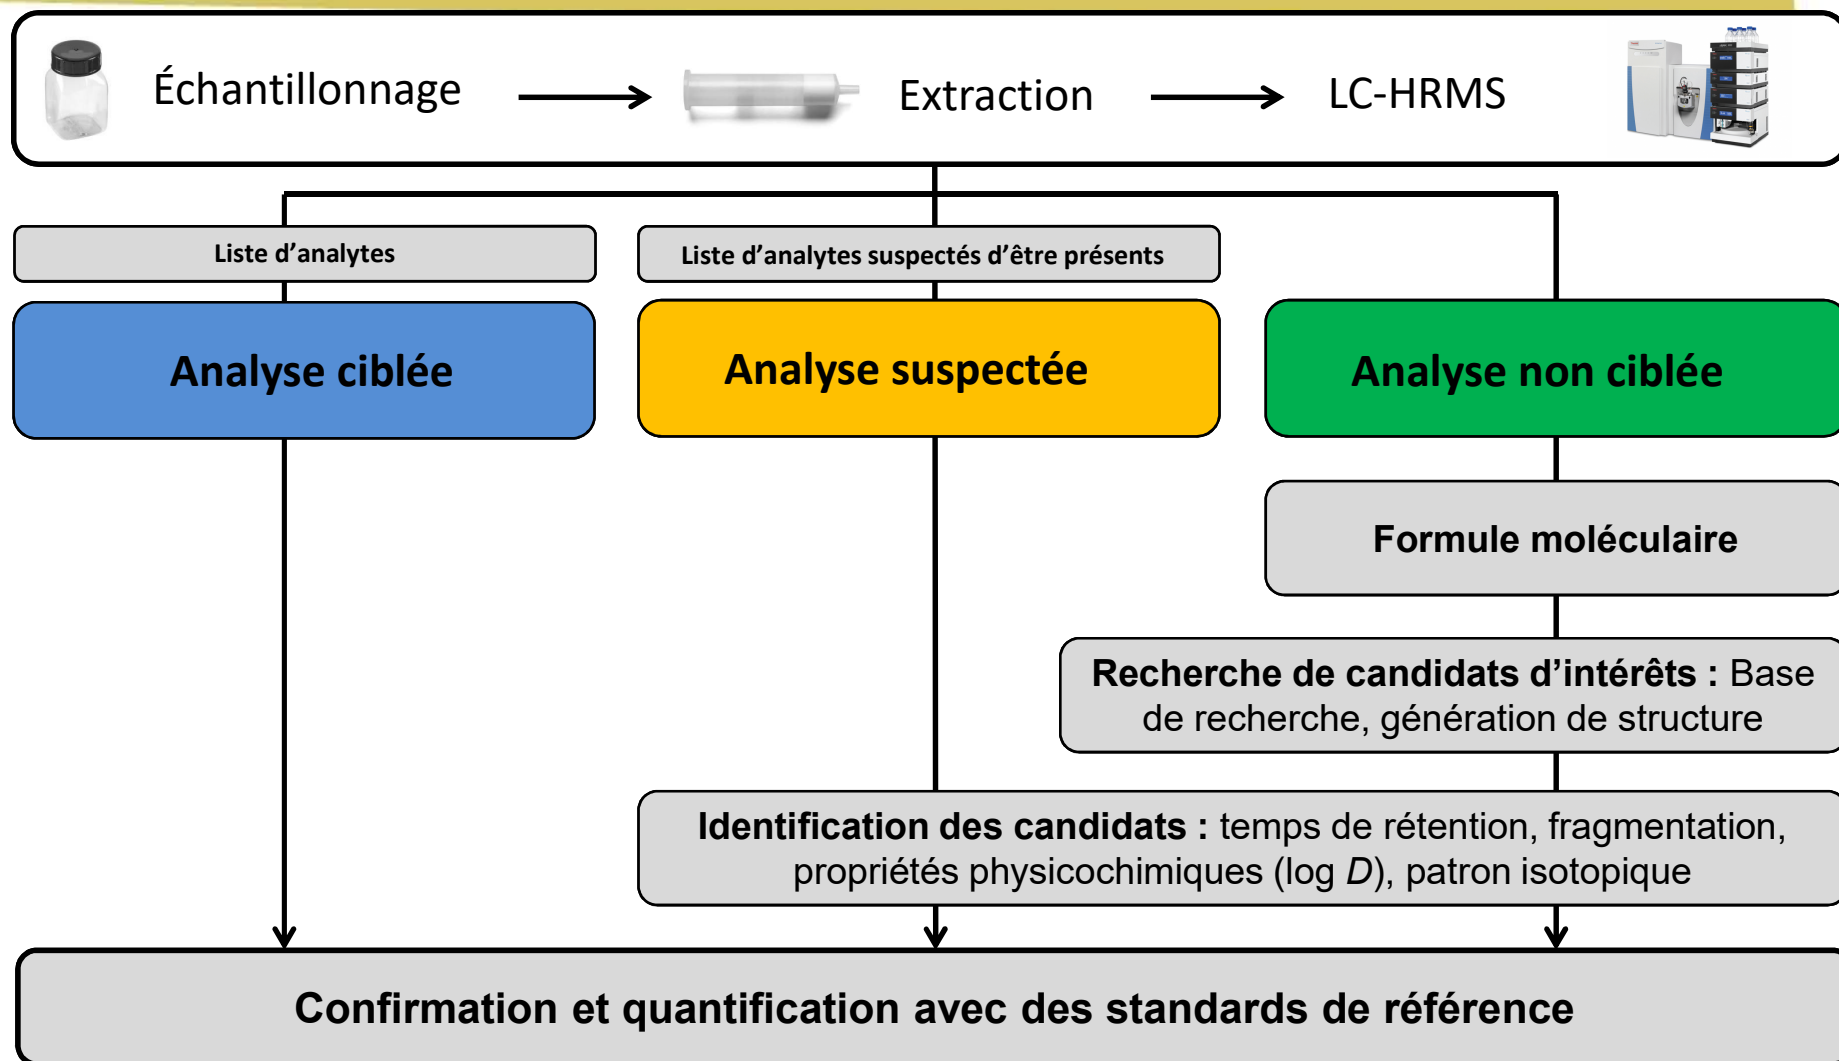 Échantillonnage
Extraction
LC-HRMS
Liste d’analytes
Liste d’analytes suspectés d’être présents
Analyse ciblée
Analyse suspectée
Analyse non ciblée
Formule moléculaire
Recherche de candidats d’intérêts : Base
de recherche, génération de structure
Identification des candidats : temps de rétention, fragmentation,
propriétés physicochimiques (log D), patron isotopique
Confirmation et quantification avec des standards de référence